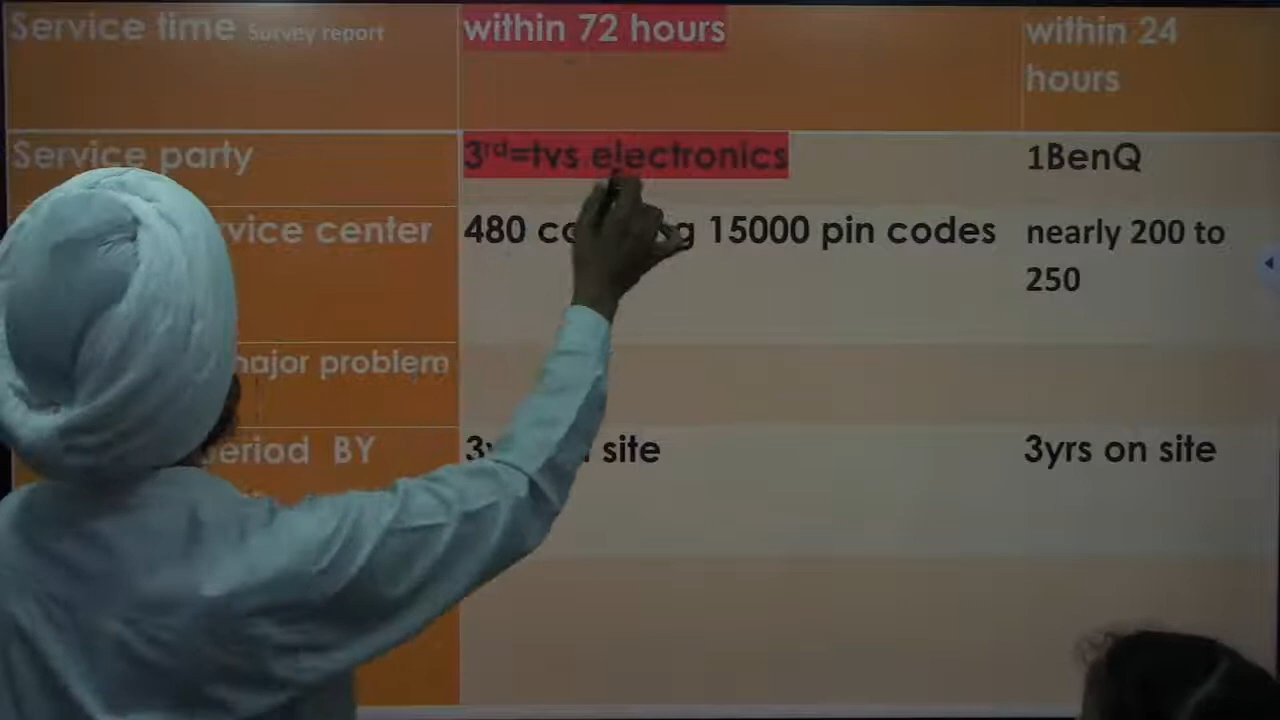 Service time Survey report
within 72 hours
within 24
hours
Service party
3rd=tvs electronics
1BenQ
vice center
480 15000 pin codes
nearly 200 to
250
major problem
eriod BY
site
3yrs on site